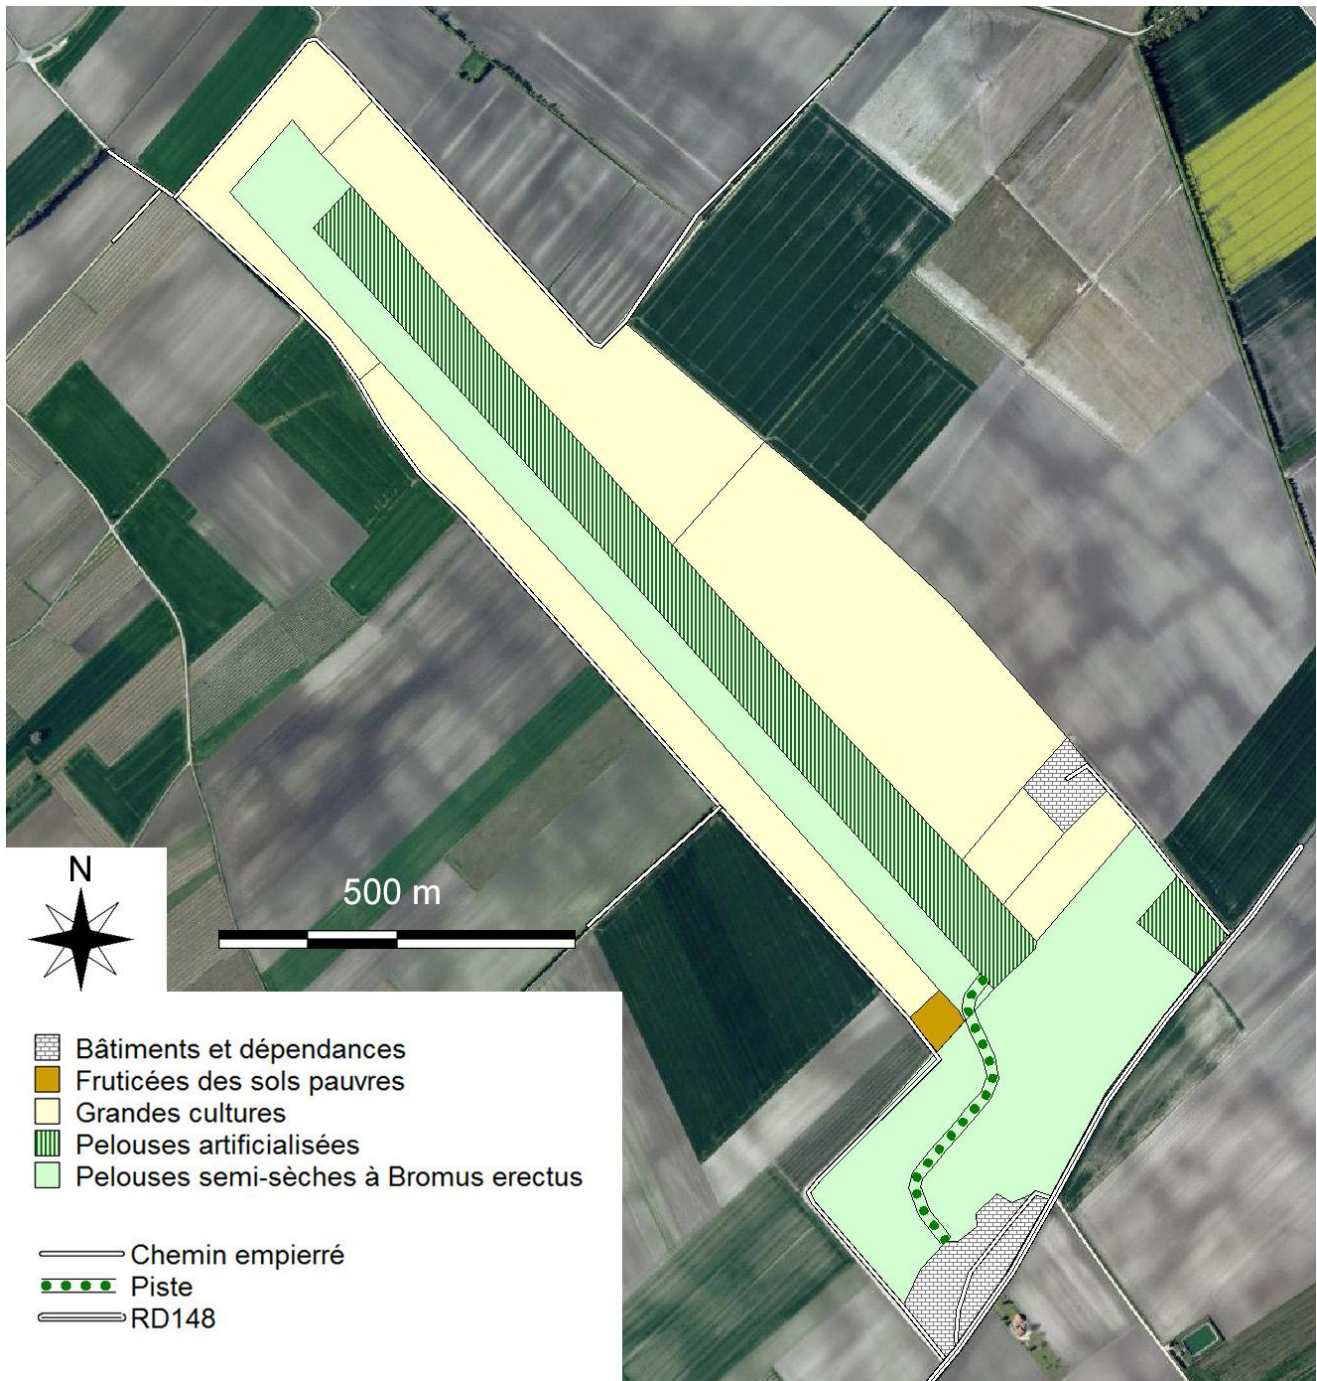 N
500 m
Bâtiments et dépendances
Fruticées des sols pauvres
Grandes cultures
Pelouses artificialisées
Pelouses semi-sèches à Bromus erectus
Chemin empierré
Piste
RD148